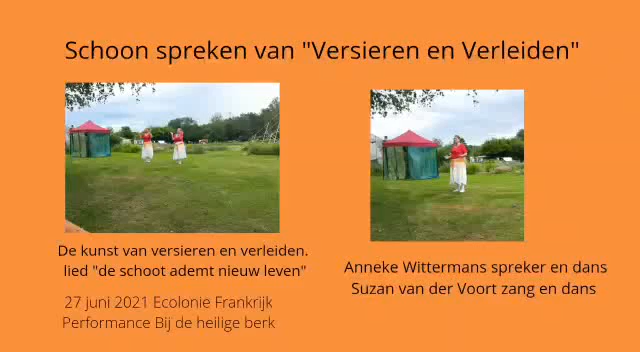 Schoon spreken van "Versieren en Verleiden"
De kunst van versieren en verleiden.
lied "de schoot ademt nieuw leven"
27 juni 2021 Ecolonie Frankrijk
Performance Bij de heilige berk
Anneke Wittermans spreker en dans
Suzan van der Voort zang en dans